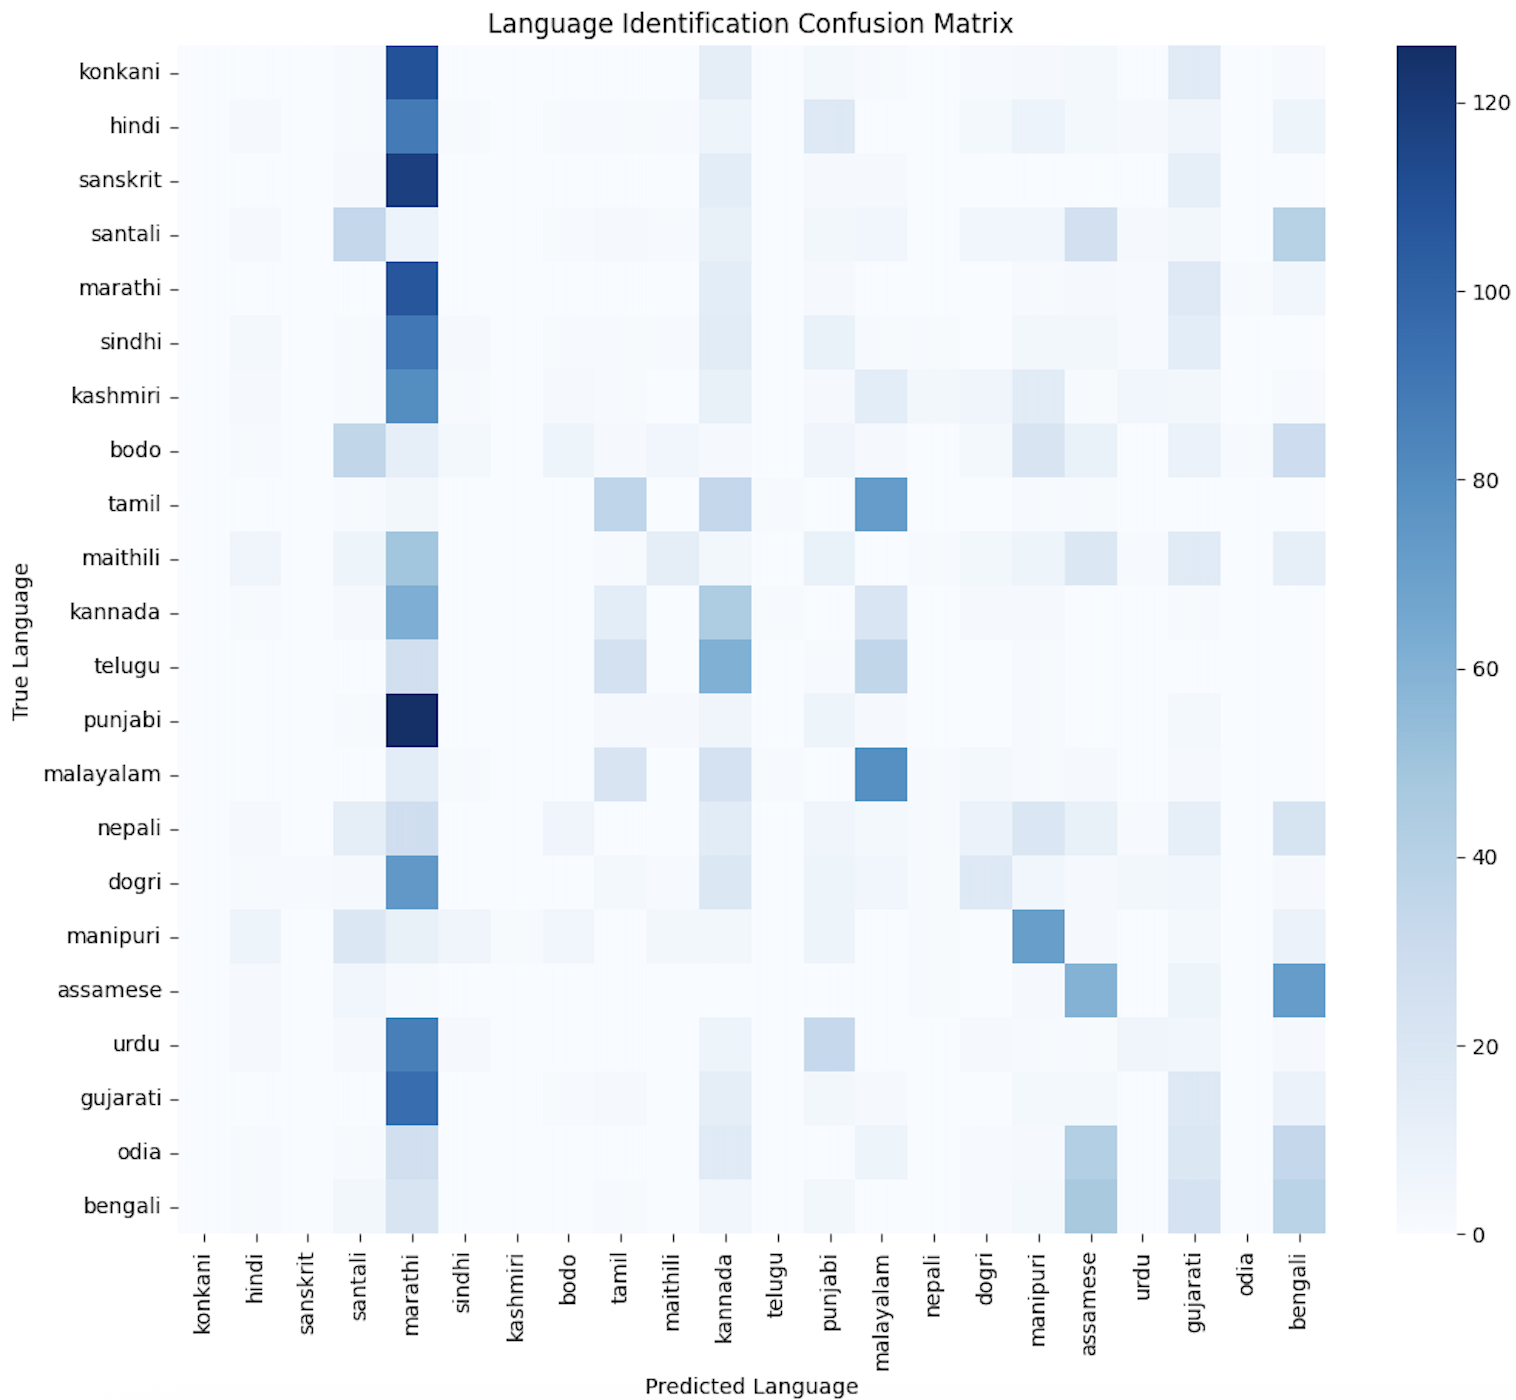 Language Identification Confusion Matrix
True Language
konkani
hindi
sanskrit
santali
marathi
sindhi
kashmiri
bodo
tamil
maithili
kannada
telugu
punjabi
malayalam
nepali
dogri
manipuri
assamese
urdu
gujarati
odia
bengali
konkani
hindi
sanskrit
santali
marathi
sindhi
kashmiri
bodo
tamil
maithili
kannada
telugu
punjabi
malayalam
nepali
dogri
manipuri
assamese
urdu
gujarati
odia
bengali
Predicted Language
120
100
80
60
40
20
0